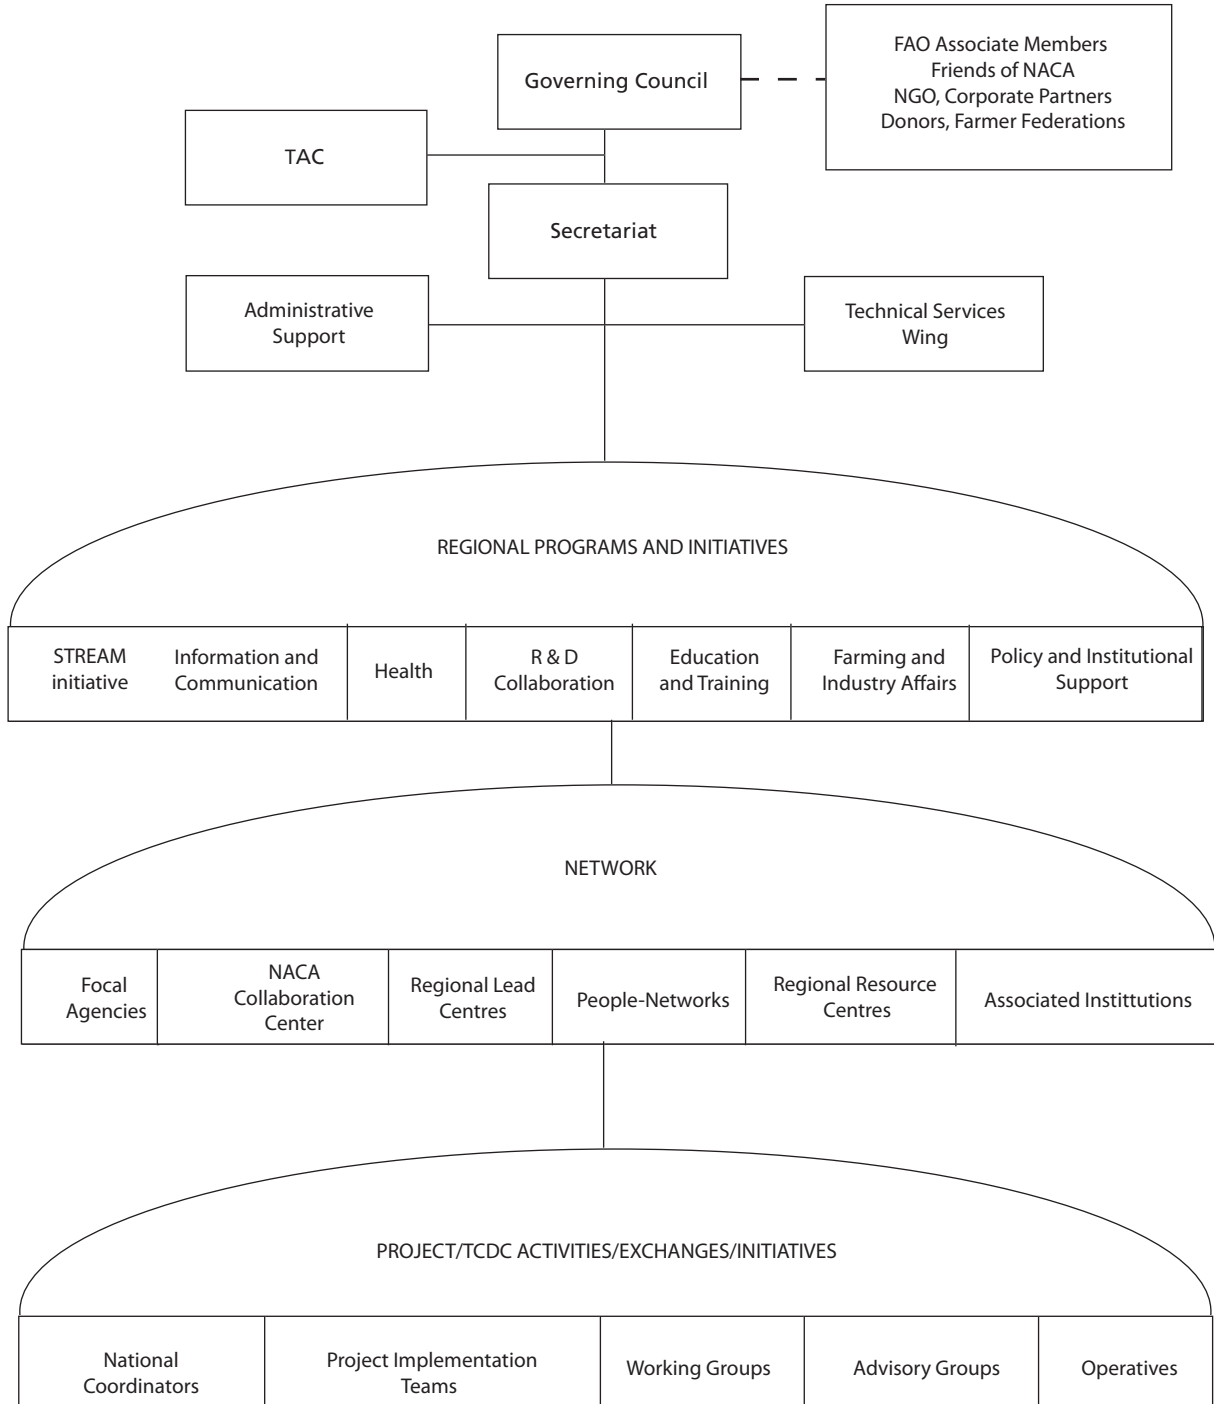 Governing Council
FAO Associate Members
Friends of NACA
NGO, Corporate Partners
Donors, Farmer Federations
TAC
Secretariat
Administrative
Support
Technical Services
Wing
REGIONAL PROGRAMS AND INITIATIVES
STREAM
initiative
Information and
Communication
Health
R & D
Collaboration
Education
and Training
Farming and
Industry Affairs
Policy and Institutional
Support
NETWORK
Focal
Agencies
NACA
Collaboration
Center
Regional Lead
Centres
People-Networks
Regional Resource
Centres
Associated Instittutions
PROJECT/TCDC ACTIVITIES/EXCHANGES/INITIATIVES
National
Coordinators
Project Implementation
Teams
Working Groups
Advisory Groups
Operatives